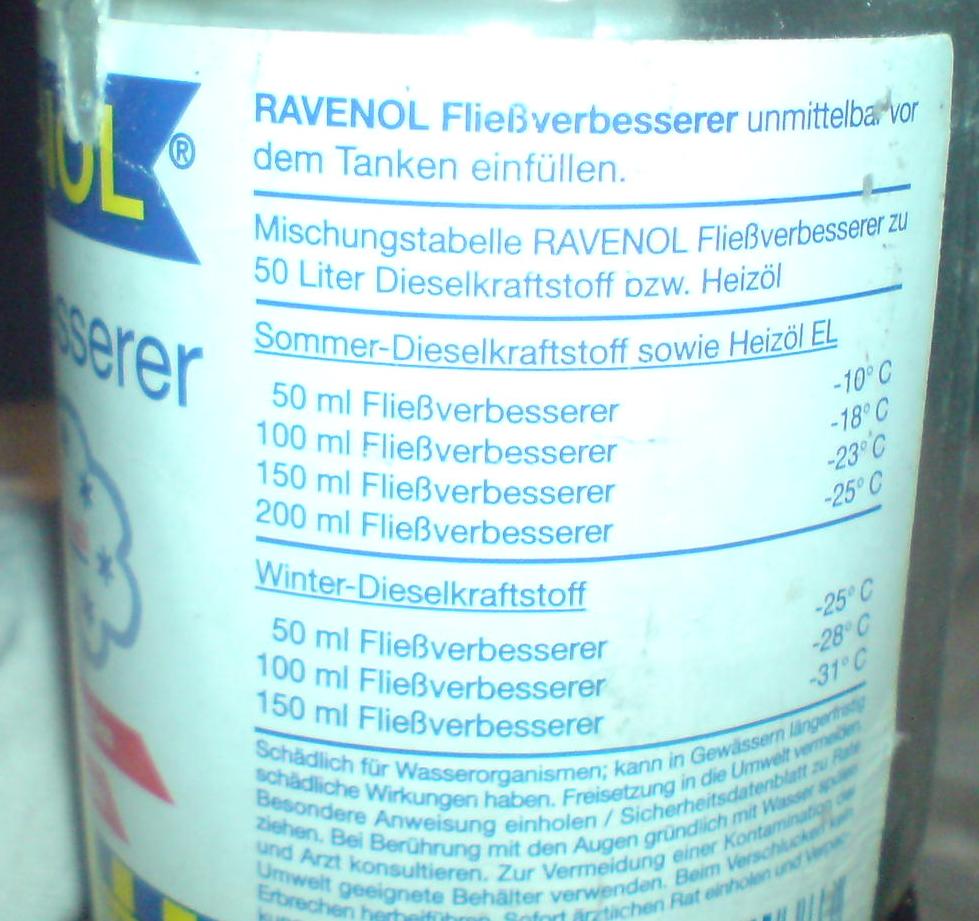 RAVENOL Fließverbesserer unmittelbar vor
dem Tanken einfüllen.
Mischungstabelle RAVENOL Fließverbesserer zu
50 Liter Dieselkraftstoff bzw. Heizöl
Sommer-Dieselkraftstoff sowie Heizöl EL
50 ml Fließverbesserer -10° C
100 ml Fließverbesserer -18° C
150 ml Fließverbesserer -23° C
200 ml Fließverbesserer -25° C
Winter-Dieselkraftstoff
50 ml Fließverbesserer -25° C
100 ml Fließverbesserer -28° C
150 ml Fließverbesserer -31° C
Schädlich für Wasserorganismen; kann in Gewässern längerfristig
schädliche Wirkungen haben. Freisetzung in die Umwelt vermeiden.
Besondere Anweisung einholen / Sicherheitsdatenblatt zu Rate
ziehen. Bei Berührung mit den Augen gründlich mit Wasser spülen
und Arzt konsultieren. Zur Vermeidung einer Kontamination der
Umwelt geeignete Behälter verwenden. Beim Verschlucken kein
Erbrechen herbeiführen. Sofort ärztlichen Rat einholen und Verpac-
NOL®
sserer